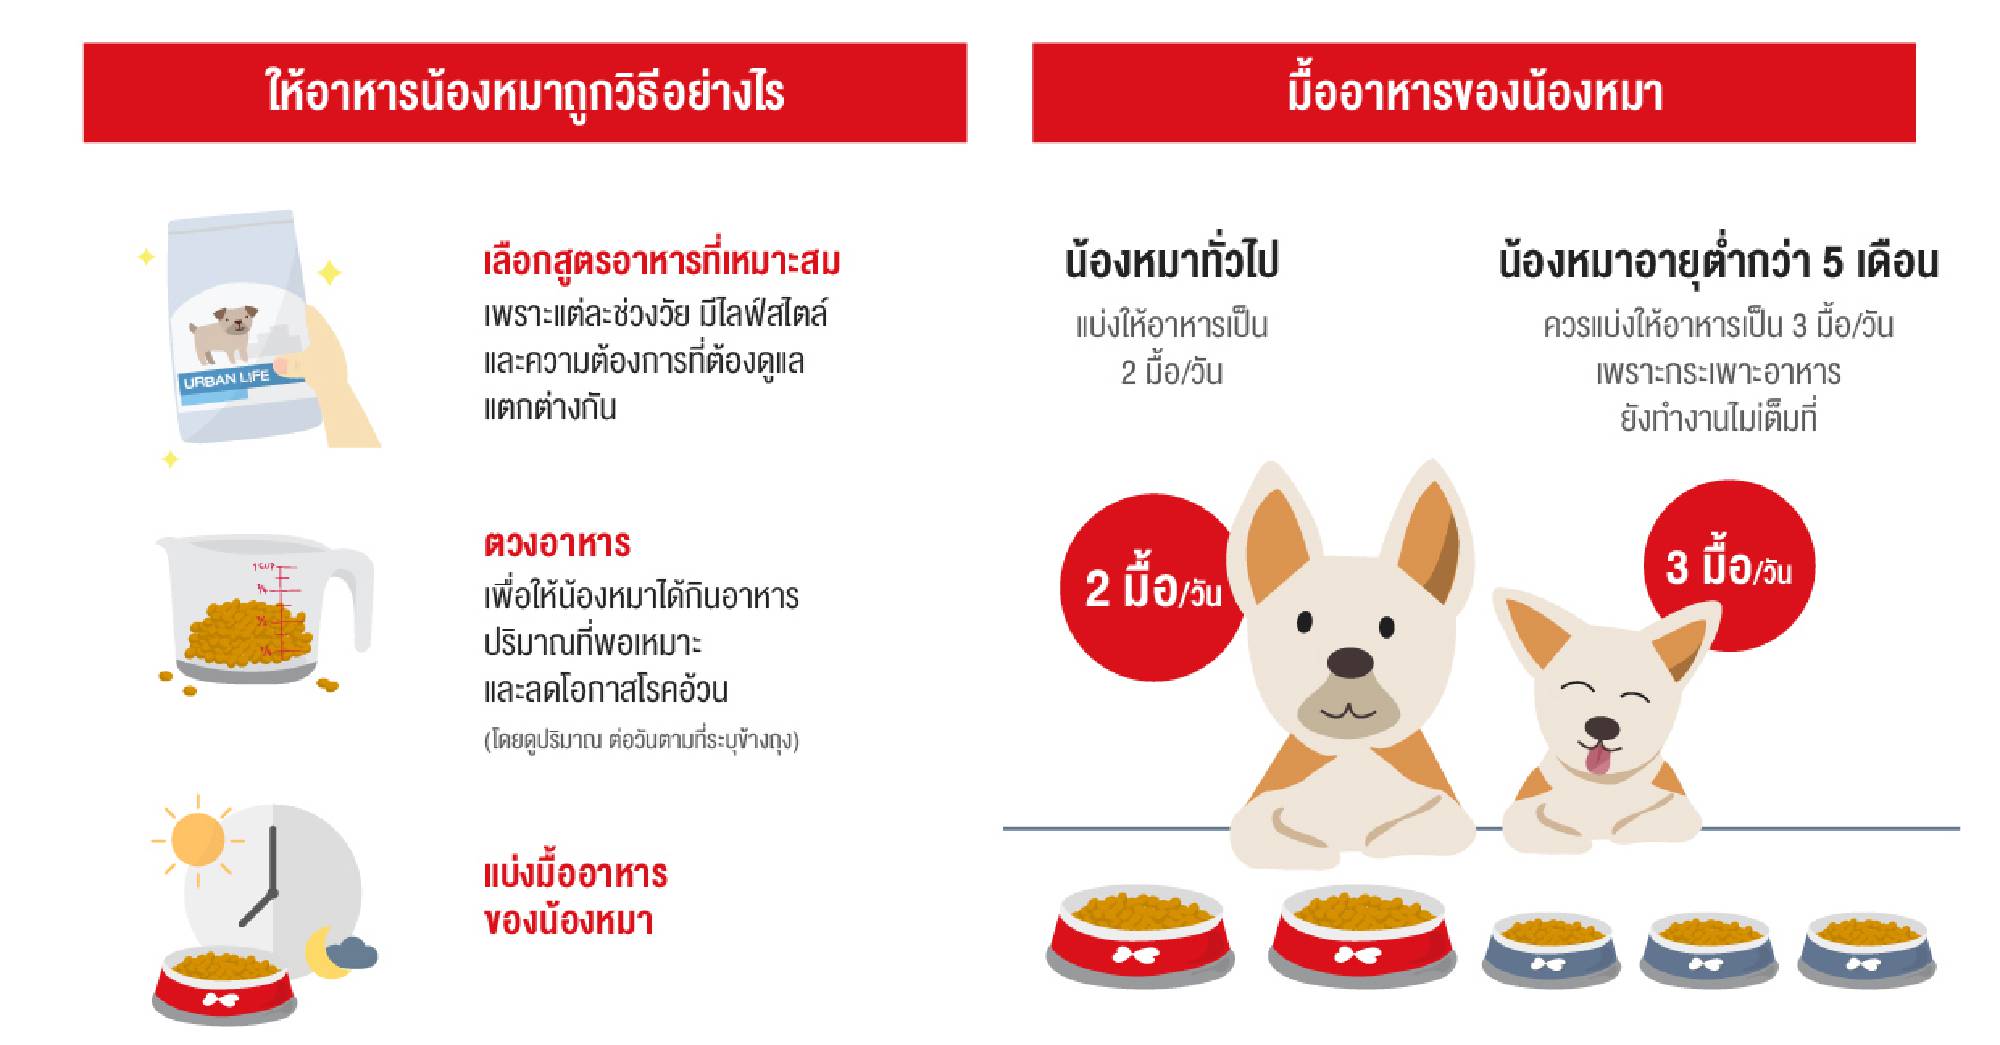 ให้อาหารน้องหมาถูกวิธีอย่างไร
URBAN LIFE
เลือกสูตรอาหารที่เหมาะสม
เพราะแต่ละช่วงวัย มีไลฟ์สไตล์
และความต้องการที่ต้องดูแล
แตกต่างกัน
1 CUP
3/4
1/2
1/4
ตวงอาหาร
เพื่อให้น้องหมาได้กินอาหาร
ปริมาณที่พอเหมาะ
และลดโอกาสโรคอ้วน
(โดยดูปริมาณ ต่อวันตามที่ระบุข้างถุง)
แบ่งมื้ออาหาร
ของน้องหมา
มื้ออาหารของน้องหมา
น้องหมาทั่วไป
แบ่งให้อาหารเป็น
2 มื้อ/วัน
น้องหมาอายุต่ำกว่า 5 เดือน
ควรแบ่งให้อาหารเป็น 3 มื้อ/วัน
เพราะกระเพาะอาหาร
ยังทำงานไม่เต็มที่
2 มื้อ/วัน
3 มื้อ/วัน